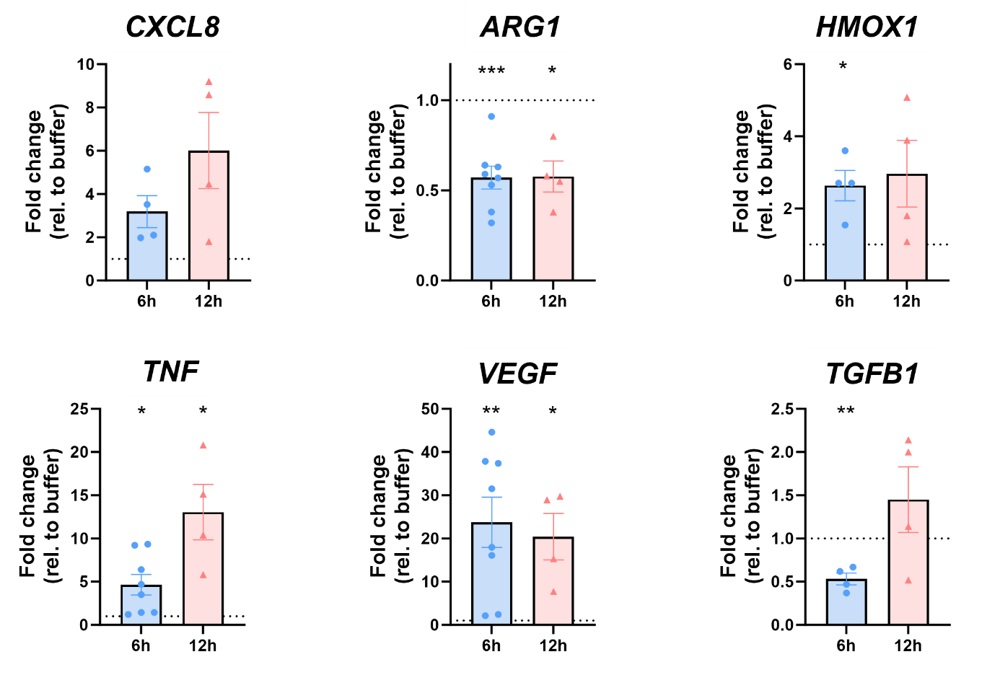 CXCL8
10
8
6
4
2
0
Fold change
(rel. to buffer)
6h
12h
ARG1
*** *
1.0
0.5
0.0
Fold change
(rel. to buffer)
6h
12h
HMOX1
*
6
4
2
0
Fold change
(rel. to buffer)
6h
12h
TNF
* *
25
20
15
10
5
0
Fold change
(rel. to buffer)
6h
12h
VEGF
** *
50
40
30
20
10
0
Fold change
(rel. to buffer)
6h
12h
TGFB1
**
2.5
2.0
1.5
1.0
0.5
0.0
Fold change
(rel. to buffer)
6h
12h